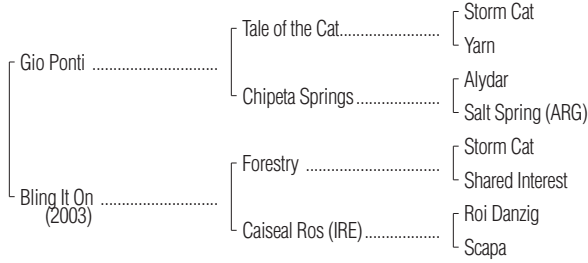 Storm Cat
Tale of the Cat
Yarn
Gio Ponti
Alydar
Chipeta Springs
Salt Spring (ARG)
Storm Cat
Forestry
Shared Interest
Bling It On
(2003)
Roi Danzig
Caiseal Ros (IRE)
Scapa